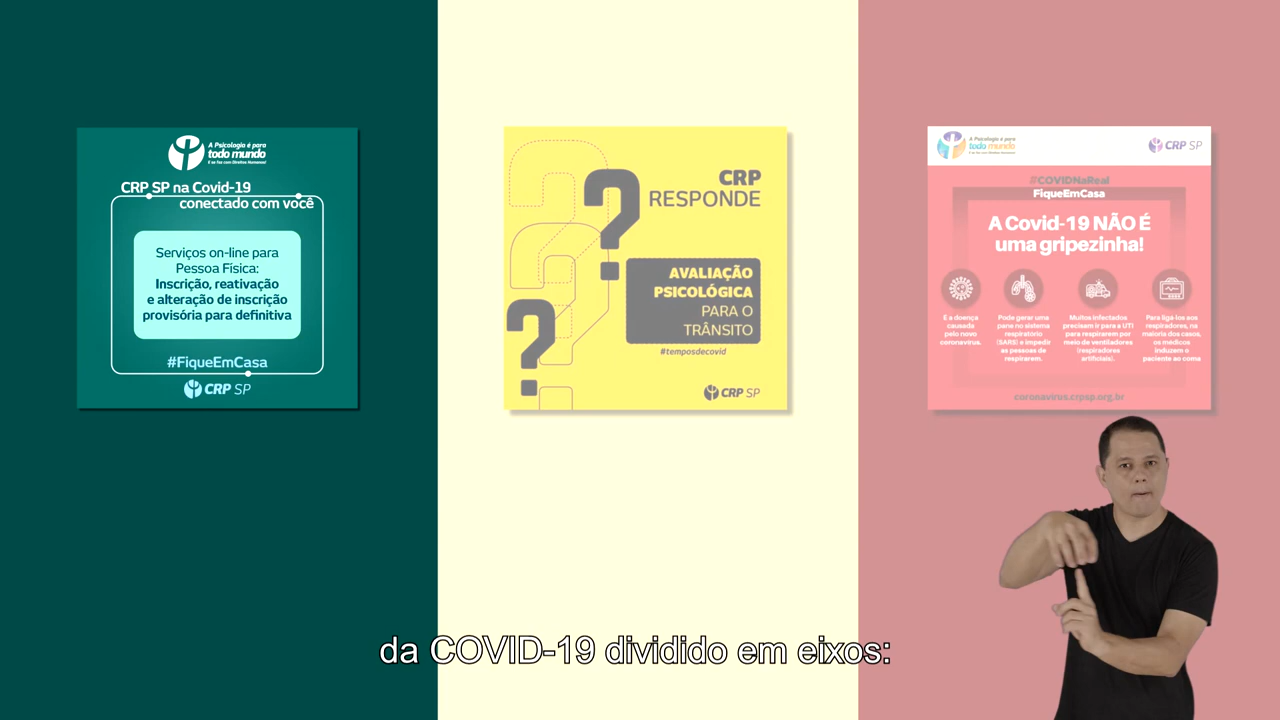 A Psicologia é para
todo mundo
E se faz com Direitos Humanos!
CRP SP na Covid-19
conectado com você
Serviços on-line para
Pessoa Física:
Inscrição, reativação
e alteração de inscrição
provisória para definitiva
#FiqueEmCasa
CRP SP
CRP
RESPONDE
AVALIAÇÃO
PSICOLÓGICA
PARA O
TRÂNSITO
#temposdecovid
CRP SP
A Psicologia é para
todo mundo
CRP SP
#COVIDNaReal
FiqueEmCasa
A Covid-19 NÃO É
uma gripezinha!
É a doença
causada
pelo novo
coronavírus.
Pode gerar uma
pane no sistema
respiratório
(SARS) e impedir
as pessoas de
respirarem.
Muitos infectados
precisam ir para a UTI
para respirarem por
meio de ventiladores
(respiradores
artificiais).
Para ligá-los aos
respiradores, na
maioria dos casos,
os médicos
induzem o
paciente ao coma
coronavirus.crpsp.org.br
da COVID-19 dividido em eixos: